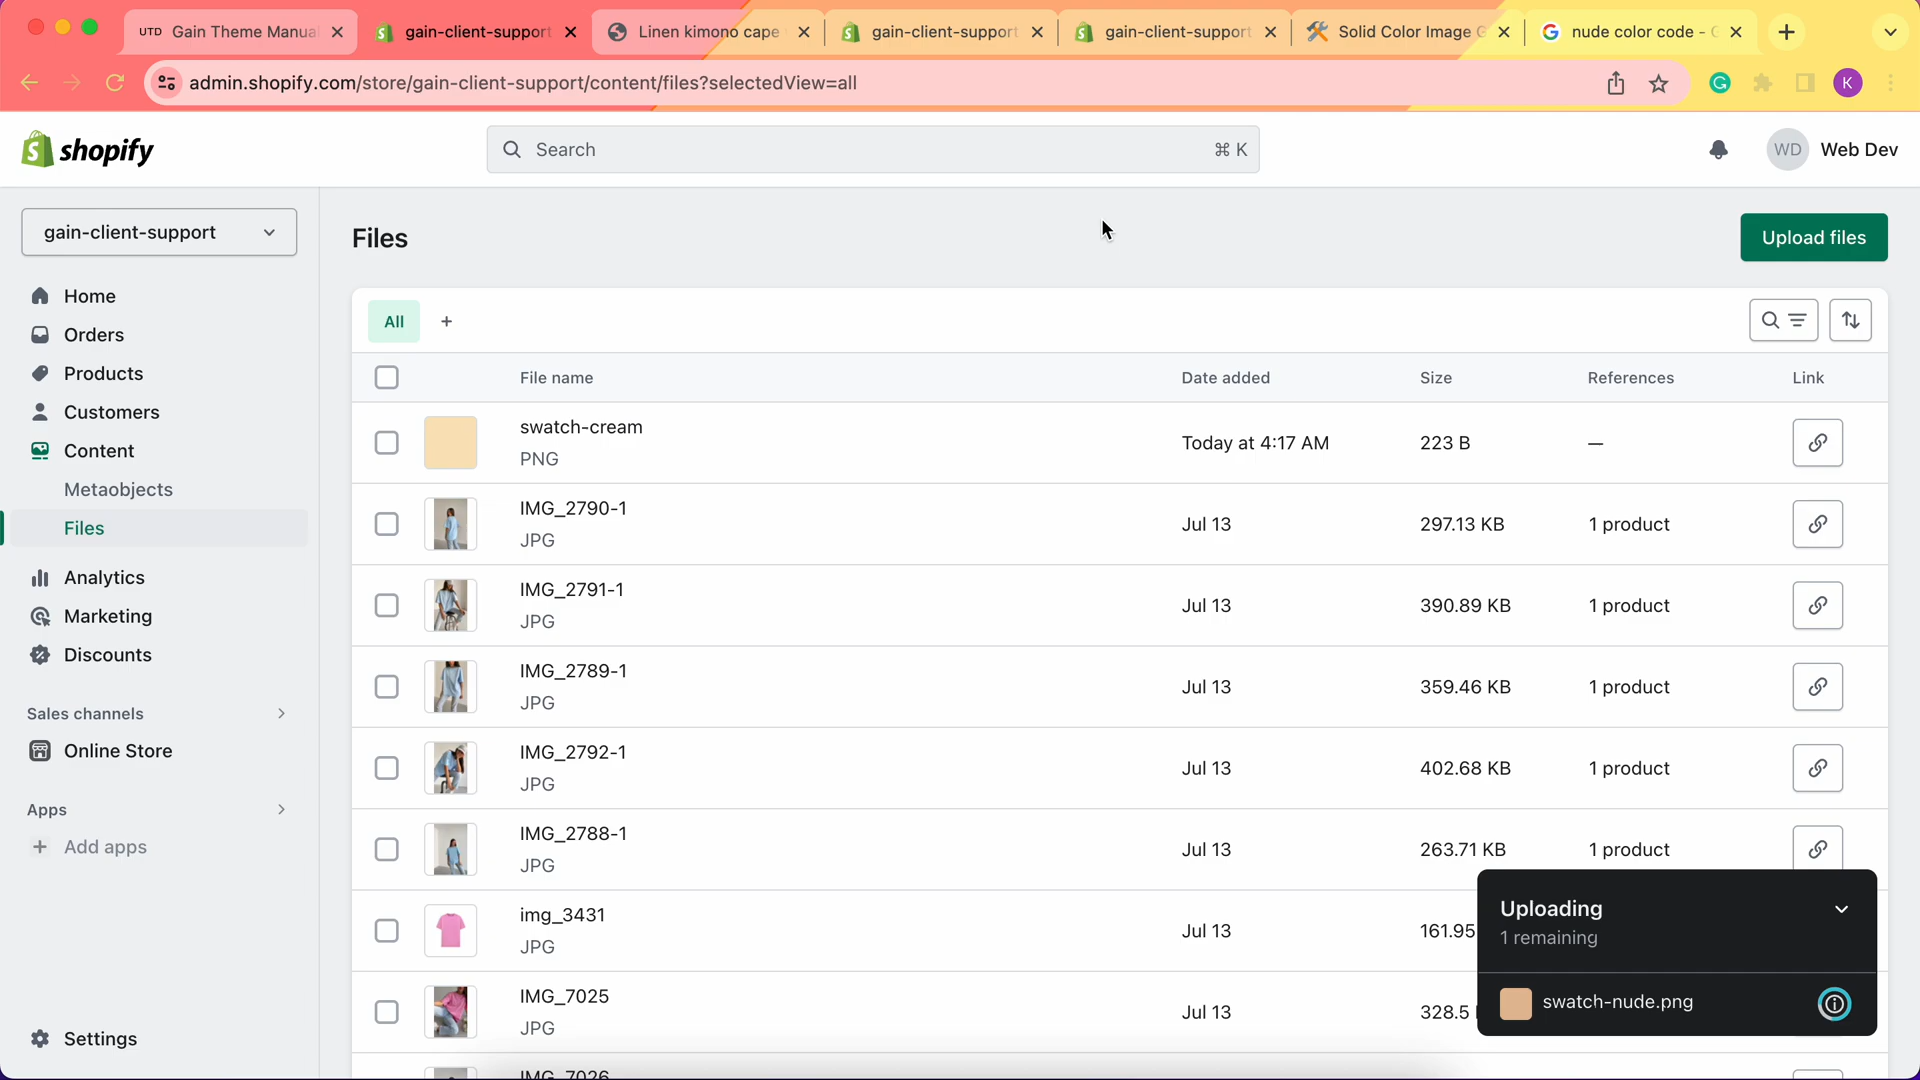 UTD Gain Theme Manua
gain-client-support
Linen kimono cape
gain-client-support
gain-client-support
Solid Color Image G
nude color code - G
admin.shopify.com/store/gain-client-support/content/files?selectedView=all
K
shopify
Search
⌘ K
WD
Web Dev
gain-client-support
Files
Upload files
Home
Orders
Products
Customers
Content
Metaobjects
Files
Analytics
Marketing
Discounts
Sales channels
Online Store
Apps
Add apps
Settings
All
+
File name Date added Size References Link
swatch-cream
PNG
Today at 4:17 AM 223 B —
IMG_2790-1
JPG
Jul 13 297.13 KB 1 product
IMG_2791-1
JPG
Jul 13 390.89 KB 1 product
IMG_2789-1
JPG
Jul 13 359.46 KB 1 product
IMG_2792-1
JPG
Jul 13 402.68 KB 1 product
IMG_2788-1
JPG
Jul 13 263.71 KB 1 product
img_3431
JPG
Jul 13 161.95
IMG_7025
JPG
Jul 13 328.5
IMG_7026
Uploading
1 remaining
swatch-nude.png